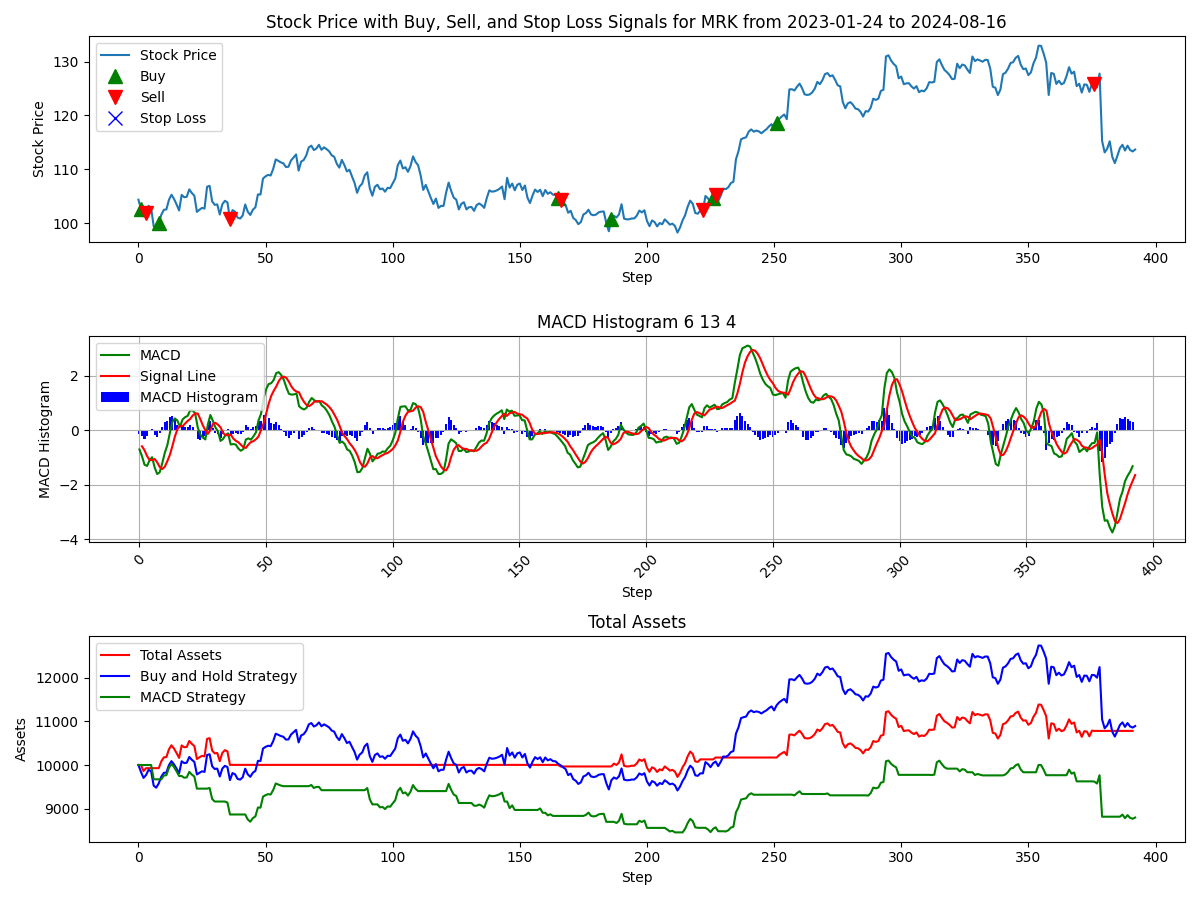 Stock Price with Buy, Sell, and Stop Loss Signals for MRK from 2023-01-24 to 2024-08-16
Stock Price
Buy
Sell
Stop Loss
Stock Price
130
120
110
100
0 50 100 150 200 250 300 350 400
Step
MACD Histogram 6 13 4
MACD
Signal Line
MACD Histogram
MACD Histogram
2
0
−2
−4
0 50 100 150 200 250 300 350 400
Step
Total Assets
Total Assets
Buy and Hold Strategy
MACD Strategy
Assets
12000
11000
10000
9000
0 50 100 150 200 250 300 350 400
Step